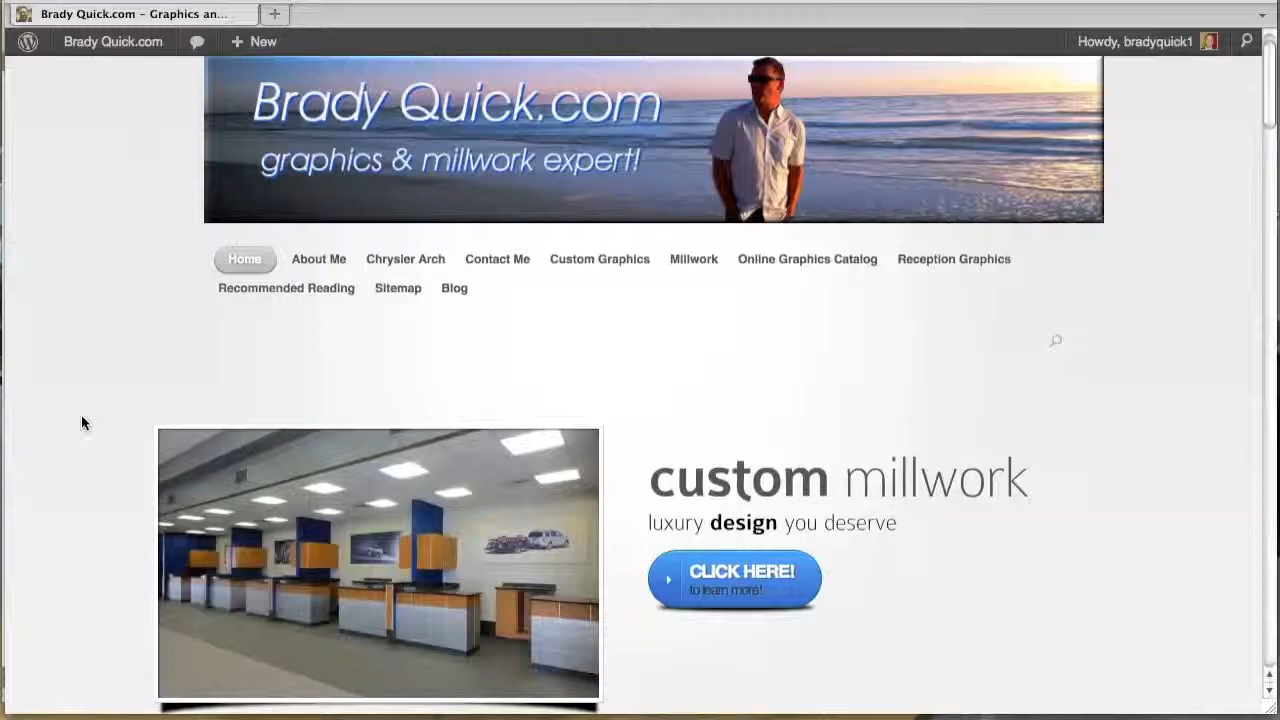 Brady Quick.com – Graphics an...
Brady Quick.com
New
Howdy, bradyquick1
Brady Quick.com
graphics & millwork expert!
Home
About Me
Chrysler Arch
Contact Me
Custom Graphics
Millwork
Online Graphics Catalog
Reception Graphics
Recommended Reading
Sitemap
Blog
custom millwork
luxury design you deserve
CLICK HERE!
to learn more!